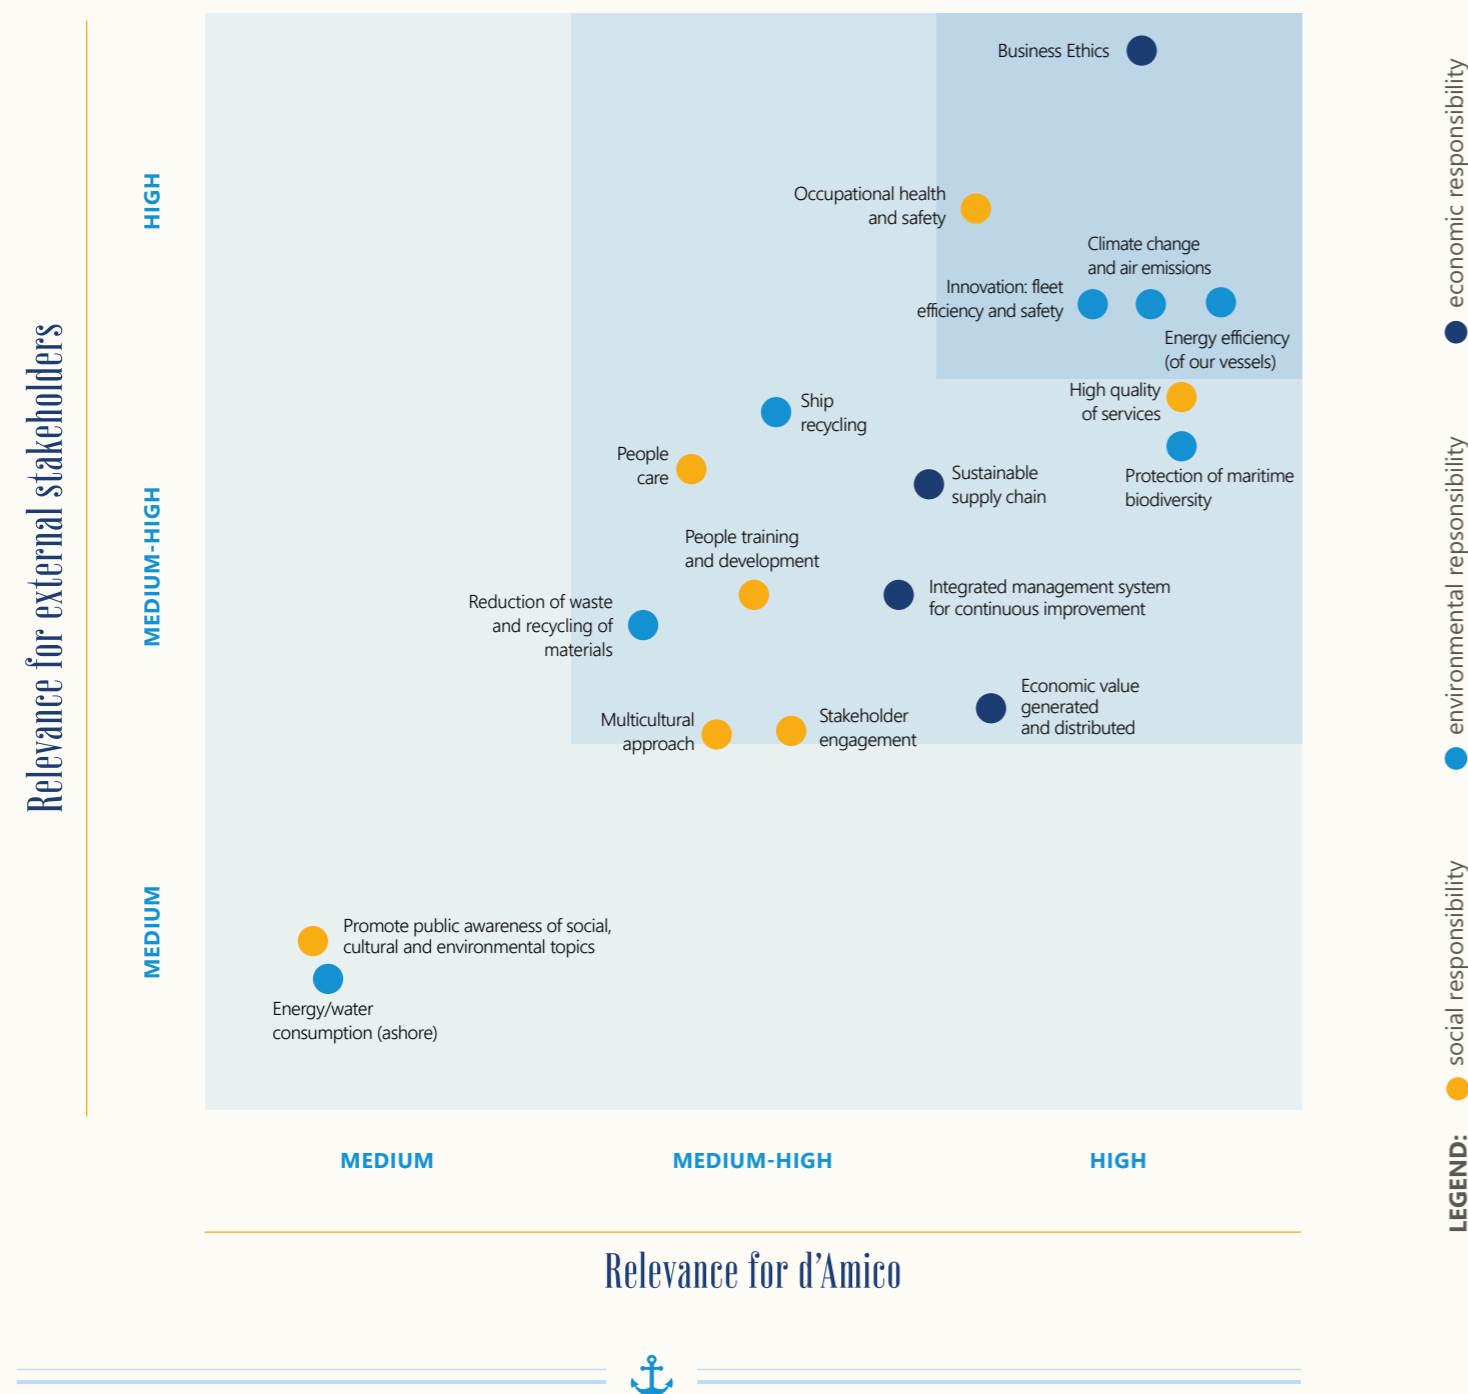 Relevance for external stakeholders
HIGH
MEDIUM-HIGH
MEDIUM
Business Ethics
Occupational health
and safety
Climate change
and air emissions
Innovation: fleet
efficiency and safety
Energy efficiency
(of our vessels)
High quality
of services
Ship
recycling
People
care
Sustainable
supply chain
Protection of maritime
biodiversity
People training
and development
Integrated management system
for continuous improvement
Reduction of waste
and recycling of
materials
Economic value
generated
and distributed
Multicultural
approach
Stakeholder
engagement
Promote public awareness of social,
cultural and environmental topics
Energy/water
consumption (ashore)
MEDIUM
MEDIUM-HIGH
HIGH
Relevance for d'Amico
LEGEND:
social responsibility
environmental repsonsibility
economic responsibility